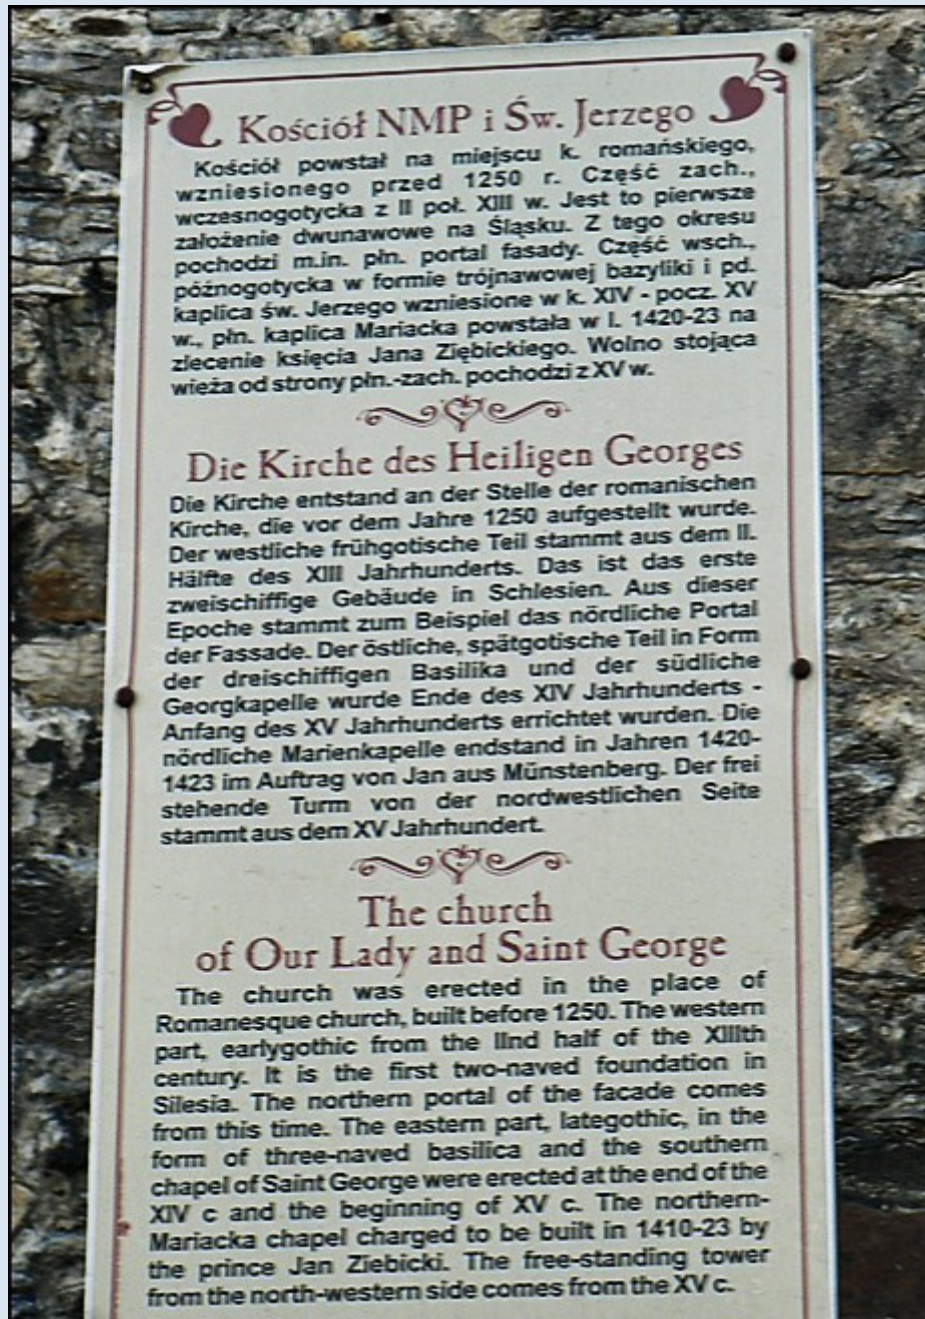 Kościół NMP i Św. Jerzego
Kościół powstał na miejscu k. romańskiego,
wzniesionego przed 1250 r. Część zach.,
wczesnogotycka z II poł. XIII w. Jest to pierwsze
założenie dwunawowe na Śląsku. Z tego okresu
pochodzi m.in. płn. portal fasady. Część wsch.,
późnogotycka w formie trójnawowej bazyliki i pd.
kaplica św. Jerzego wzniesione w k. XIV - pocz. XV
w., płn. kaplica Mariacka powstała w l. 1420-23 na
zlecenie księcia Jana Ziębickiego. Wolno stojąca
wieża od strony płn.-zach. pochodzi z XV w.
Die Kirche des Heiligen Georges
Die Kirche entstand an der Stelle der romanischen
Kirche, die vor dem Jahre 1250 aufgestellt wurde.
Der westliche frühgotische Teil stammt aus dem II.
Hälfte des XIII Jahrhunderts. Das ist das erste
zweischiffige Gebäude in Schlesien. Aus dieser
Epoche stammt zum Beispiel das nördliche Portal
der Fassade. Der östliche, spätgotische Teil in Form
der dreischiffigen Basilika und der südliche
Georgkapelle wurde Ende des XIV Jahrhunderts -
Anfang des XV Jahrhunderts errichtet wurden. Die
nördliche Marienkapelle endstand in Jahren 1420-
1423 im Auftrag von Jan aus Münstenberg. Der frei
stehende Turm von der nordwestlichen Seite
stammt aus dem XV Jahrhundert.
The church
of Our Lady and Saint George
The church was erected in the place of
Romanesque church, built before 1250. The western
part, earlygothic from the IInd half of the XIIIth
century. It is the first two-naved foundation in
Silesia. The northern portal of the facade comes
from this time. The eastern part, lategothic, in the
form of three-naved basilica and the southern
chapel of Saint George were erected at the end of the
XIV c and the beginning of XV c. The northern-
Mariacka chapel charged to be built in 1410-23 by
the prince Jan Ziebicki. The free-standing tower
from the north-western side comes from the XV c.